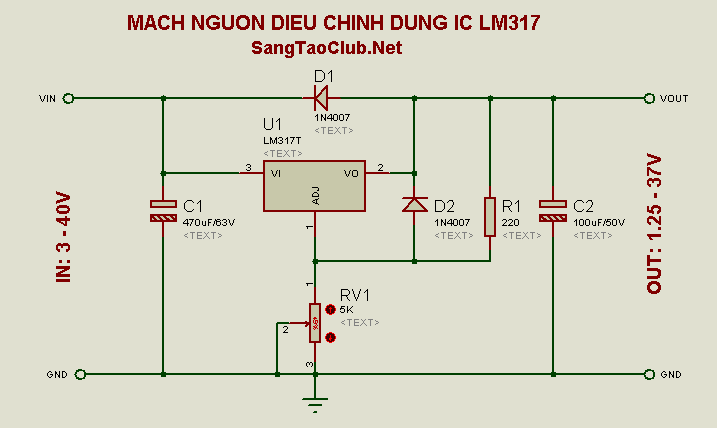 MACH NGUON DIEU CHINH DUNG IC LM317
SangTaoClub.Net
D1
VIN
VOUT
1N4007
<TEXT>
U1
LM317T
<TEXT>
3
VI
VO
2
ADJ
1
C1
470uF/63V
<TEXT>
D2
1N4007
<TEXT>
R1
220
<TEXT>
C2
100uF/50V
<TEXT>
IN: 3 - 40V
OUT: 1.25 - 37V
1
RV1
5K
<TEXT>
2
3
GND
GND